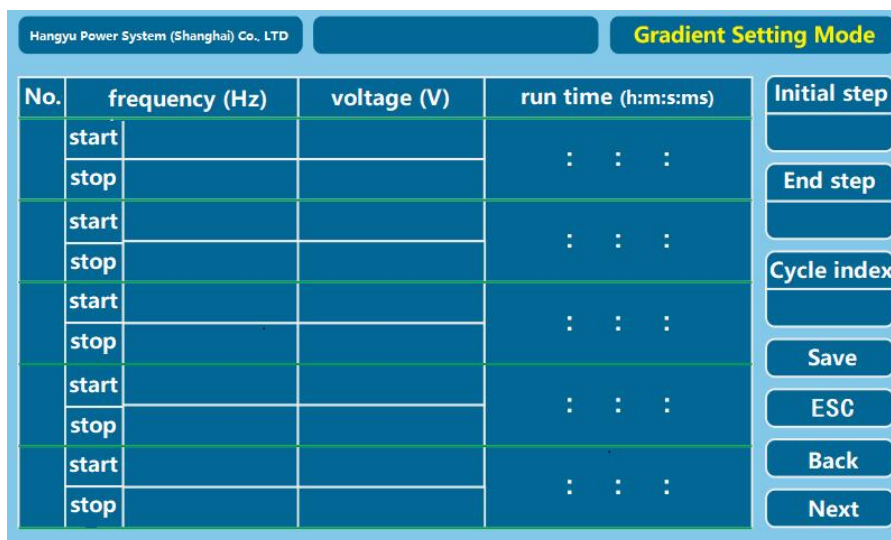 Hangyu Power System (Shanghai) Co., LTD
Gradient Setting Mode
No. frequency (Hz) voltage (V) run time (h:m:s:ms)
Initial step
start
: : :
stop
End step
start
: : :
stop
Cycle index
start
: : :
stop
Save
start
: : :
ESC
stop
start
Back
: : :
stop
Next